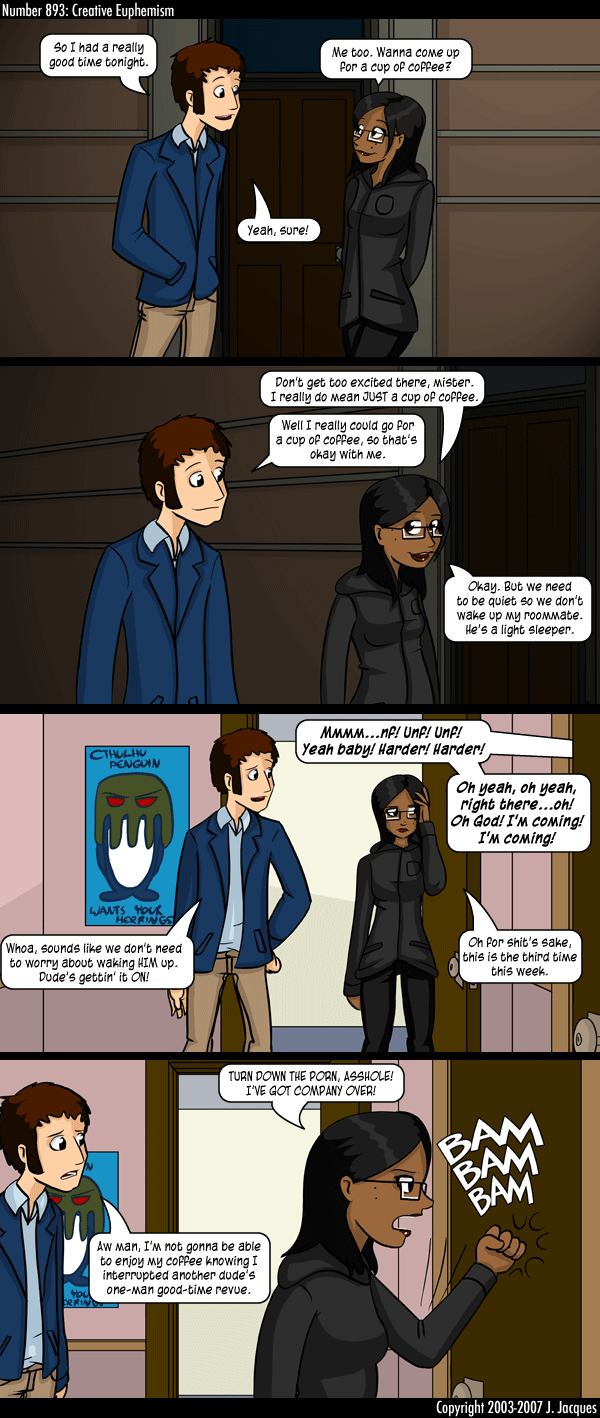 Number 893: Creative Euphemism
So I had a really
good time tonight.
Me too. Wanna come up
for a cup of coffee?
Yeah, sure!
Don't get too excited there, mister.
I really do mean JUST a cup of coffee.
Well I really could go for
a cup of coffee, so that's
okay with me.
Okay. But we need
to be quiet so we don't
wake up my roommate.
He's a light sleeper.
Mmmm...nf! Unf! Unf!
Yeah baby! Harder! Harder!
Oh yeah, oh yeah,
right there...oh!
Oh God! I'm coming!
I'm coming!
CTHULHU
PENGUIN
WANTS YOUR
HERRINGS
Whoa, sounds like we don't need
to worry about waking HIM up.
Dude's gettin' it ON!
Oh for shit's sake,
this is the third time
this week.
TURN DOWN THE PORN, ASSHOLE!
I'VE GOT COMPANY OVER!
BAM
BAM
BAM
Aw man, I'm not gonna be able
to enjoy my coffee knowing I
interrupted another dude's
one-man good-time revue.
Copyright 2003-2007 J. Jacques